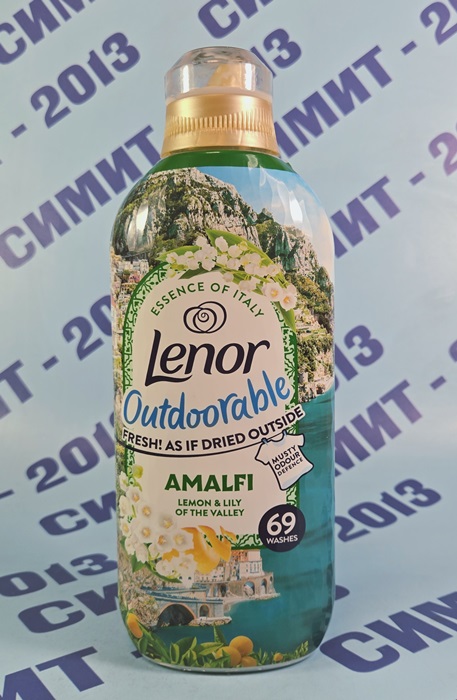 СИМИТ - 2013
ESSENCE OF ITALY
Lenor
Outdoorable
FRESH! AS IF DRIED OUTSIDE
MUSTY
ODOUR
DEFENCE
AMALFI
LEMON & LILY
OF THE VALLEY
69
WASHES